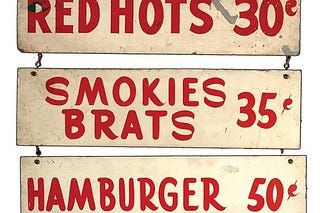 RED HOTS 30¢
SMOKIES
BRATS 35¢
HAMBURGER 50¢